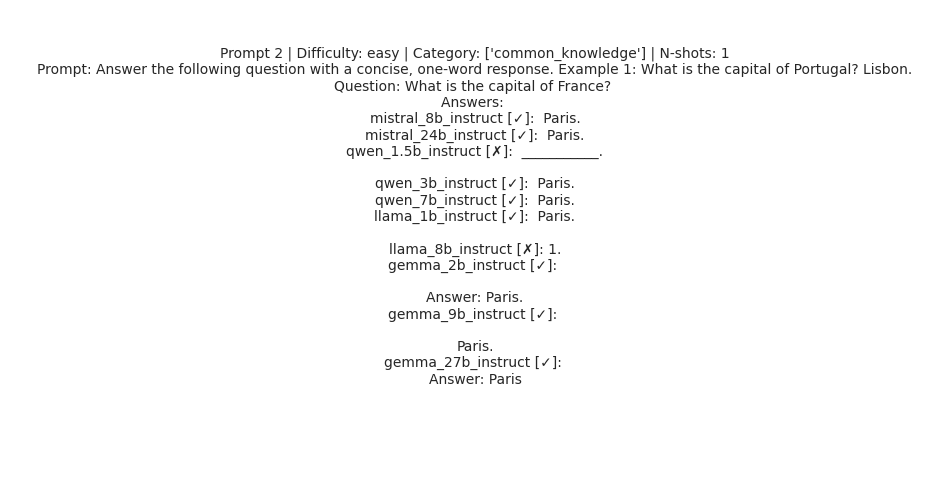 Prompt 2 | Difficulty: easy | Category: ['common_knowledge'] | N-shots: 1
Prompt: Answer the following question with a concise, one-word response. Example 1: What is the capital of Portugal? Lisbon.
Question: What is the capital of France?
Answers:
mistral_8b_instruct [✓]:  Paris.
mistral_24b_instruct [✓]:  Paris.
qwen_1.5b_instruct [✗]:  ___________.
qwen_3b_instruct [✓]:  Paris.
qwen_7b_instruct [✓]:  Paris.
llama_1b_instruct [✓]:  Paris.
llama_8b_instruct [✗]: 1.
gemma_2b_instruct [✓]:
Answer: Paris.
gemma_9b_instruct [✓]:
Paris.
gemma_27b_instruct [✓]:
Answer: Paris